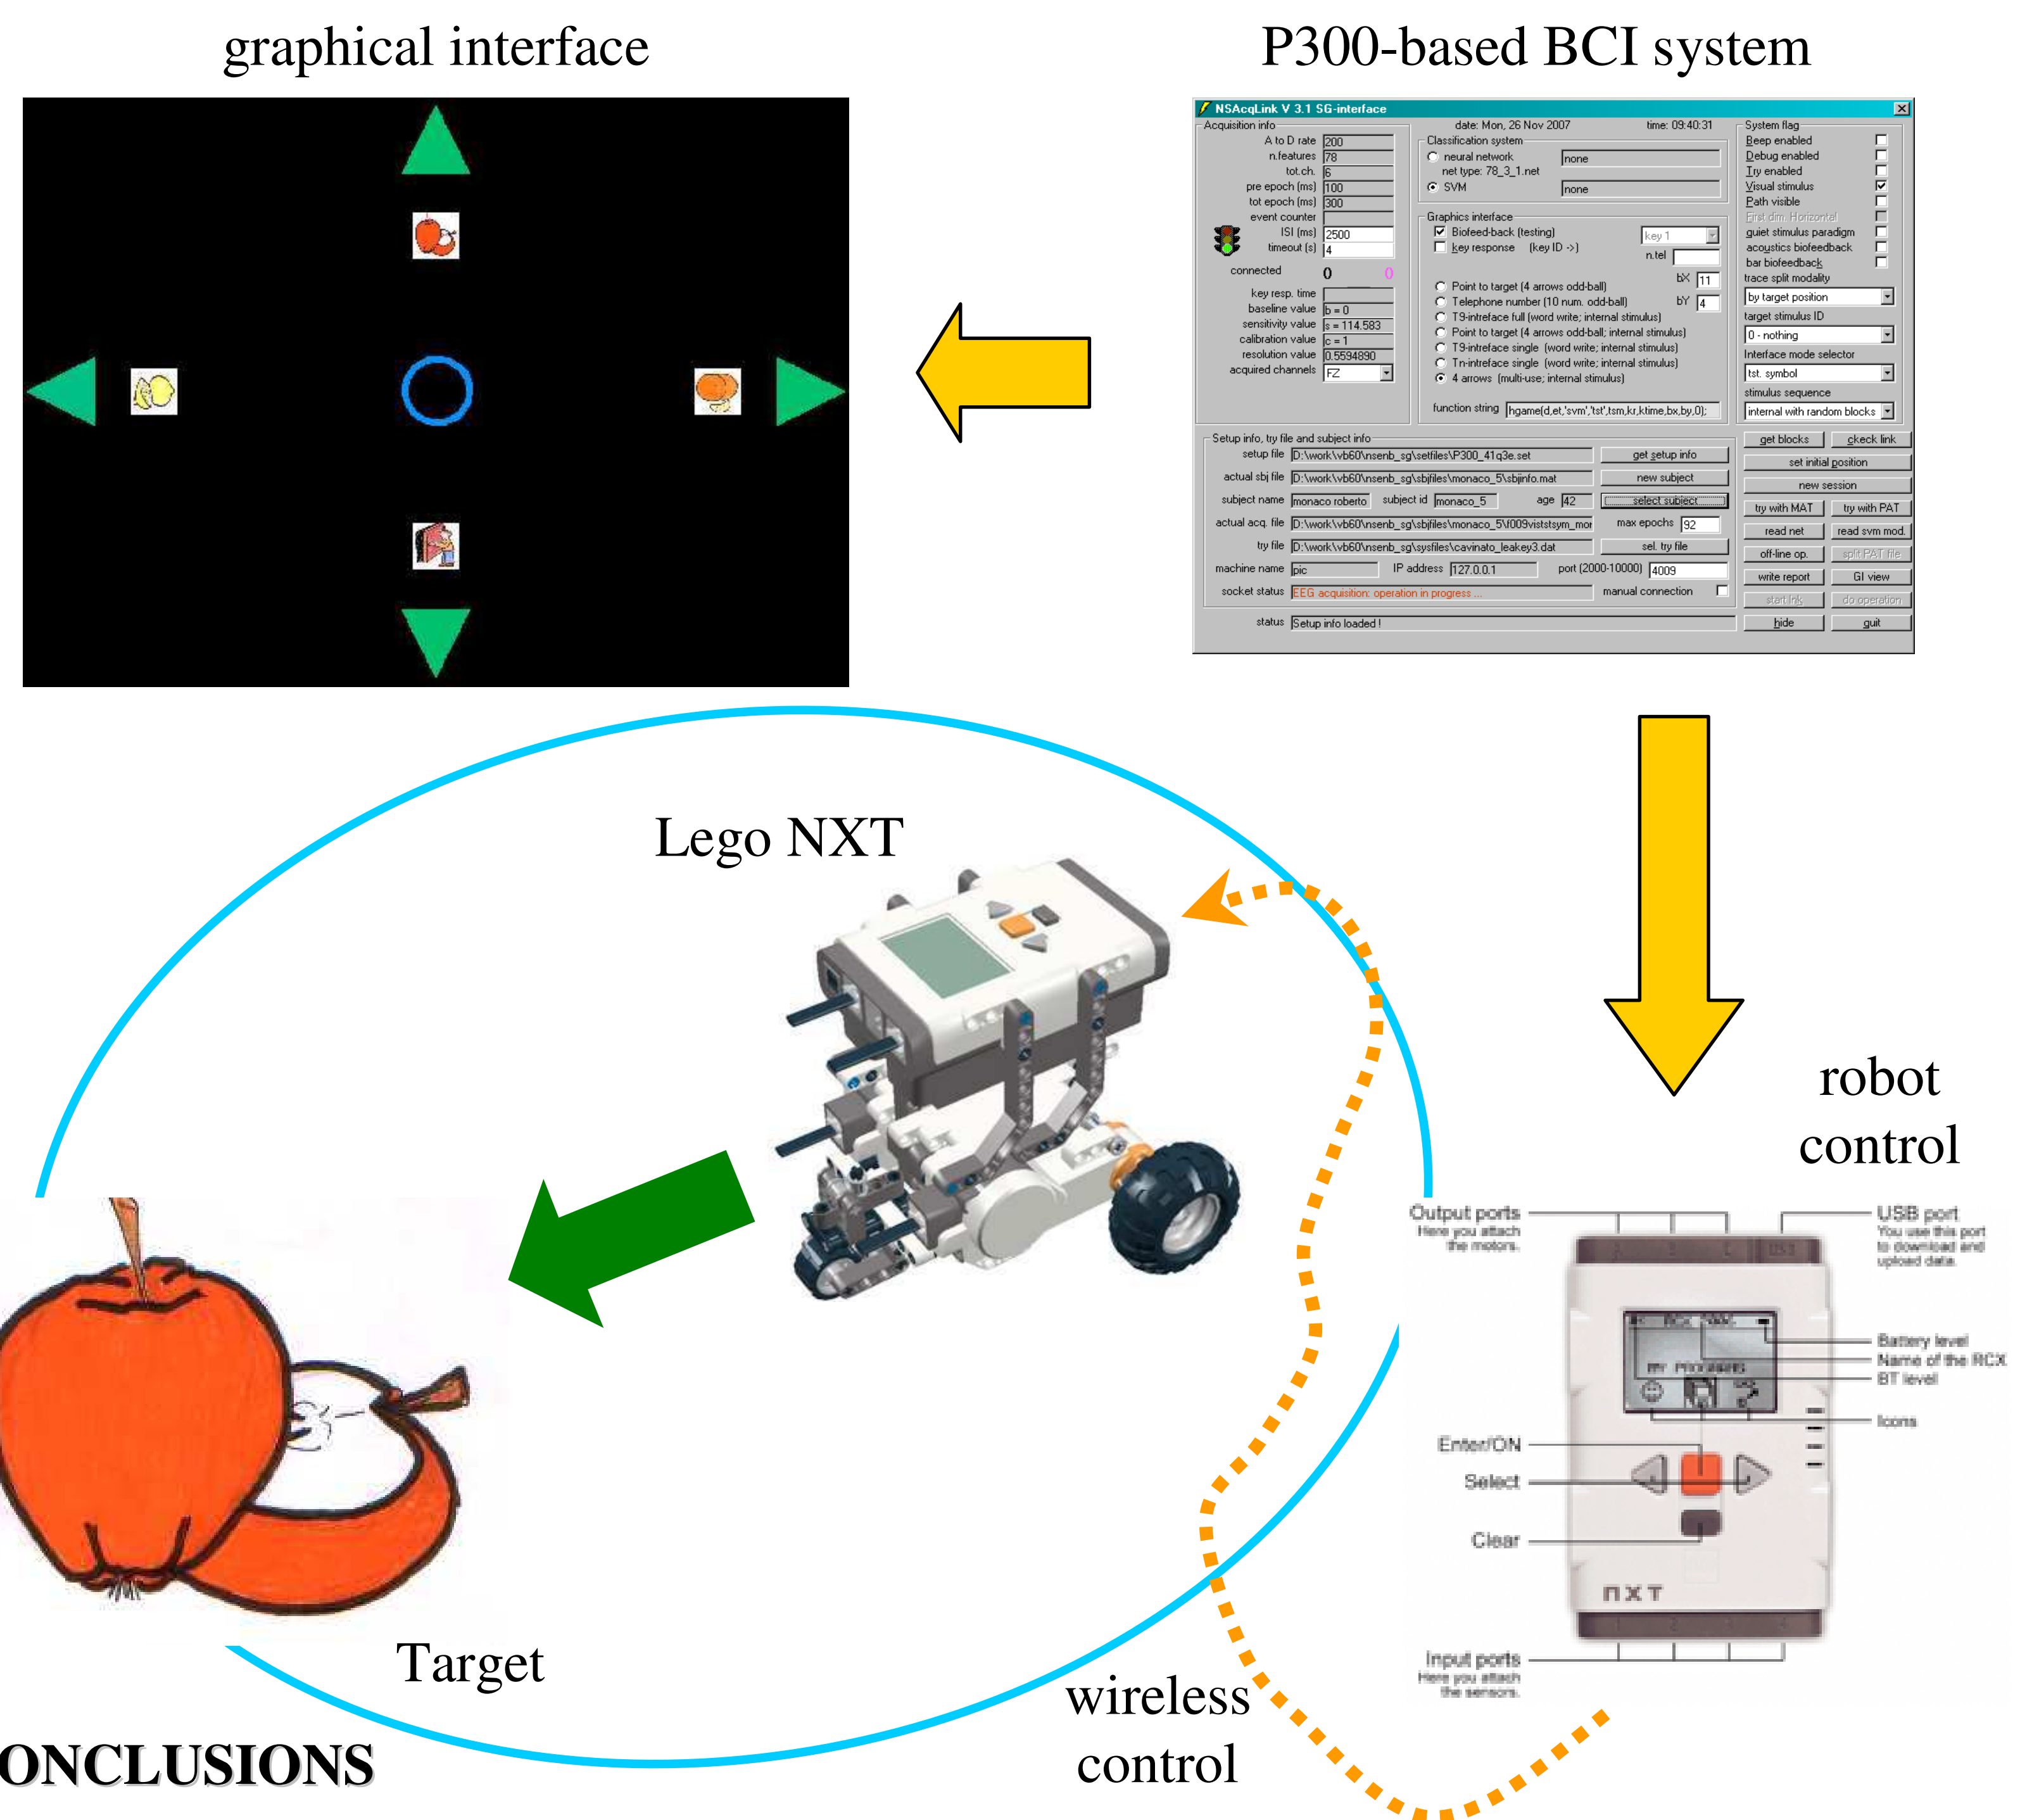 graphical interface
P300-based BCI system
NSAcqLink V 3.1 SG-interface
Acquisition info
date: Mon, 26 Nov 2007
time: 09:40:31
A to D rate 200
n.features 78
tot.ch. 6
pre epoch (ms) 100
tot epoch (ms) 300
event counter
ISI (ms) 2500
timeout (s) 4
connected 0 0
key resp. time
baseline value b = 0
sensitivity value s = 114.583
calibration value c = 1
resolution value 0.5594890
acquired channels FZ
Classification system
neural network none
net type: 78_3_1.net
SVM none
Graphics interface
Biofeed-back (testing) key 1
key response (key ID ->)
n.tel
bX 11
Point to target (4 arrows odd-ball)
Telephone number (10 num. odd-ball) bY 4
T9-intreface full (word write; internal stimulus)
Point to target (4 arrows odd-ball; internal stimulus)
T9-intreface single (word write; internal stimulus)
Tn-intreface single (word write; internal stimulus)
4 arrows (multi-use; internal stimulus)
function string hgame(d,et,'svm','tst',tsm,kr,ktime,bx,by,0);
System flag
Beep enabled
Debug enabled
Try enabled
Visual stimulus
Path visible
First dim. Horizontal
quiet stimulus paradigm
acoustics biofeedback
bar biofeedback
trace split modality
by target position
target stimulus ID
0 - nothing
Interface mode selector
tst. symbol
stimulus sequence
internal with random blocks
Setup info, try file and subject info
setup file D:\work\vb60\nsenb_sg\setfiles\P300_41q3e.set get setup info
actual sbj file D:\work\vb60\nsenb_sg\sbjfiles\monaco_5\sbjinfo.mat new subject
subject name monaco roberto subject id monaco_5 age 42 select subject
actual acq. file D:\work\vb60\nsenb_sg\sbjfiles\monaco_5\f009viststsym_mor max epochs 92
try file D:\work\vb60\nsenb_sg\sysfiles\cavinato_leakey3.dat sel. try file
machine name pic IP address 127.0.0.1 port (2000-10000) 4009
socket status EEG acquisition: operation in progress ... manual connection
status Setup info loaded !
get blocks ckeck link
set initial position
new session
try with MAT try with PAT
read net read svm mod.
off-line op. split PAT file
write report GI view
start lnk do operation
hide quit
Lego NXT
robot
control
Output ports
Here you attach
the motors.
USB port
You use this port
to download and
upload data.
MY PROGRAMS
Battery level
Name of the RCX
BT level
Icons
Enter/ON
Select
Clear
NXT
Input ports
Here you attach
the sensors.
Target
wireless
control
ONCLUSIONS